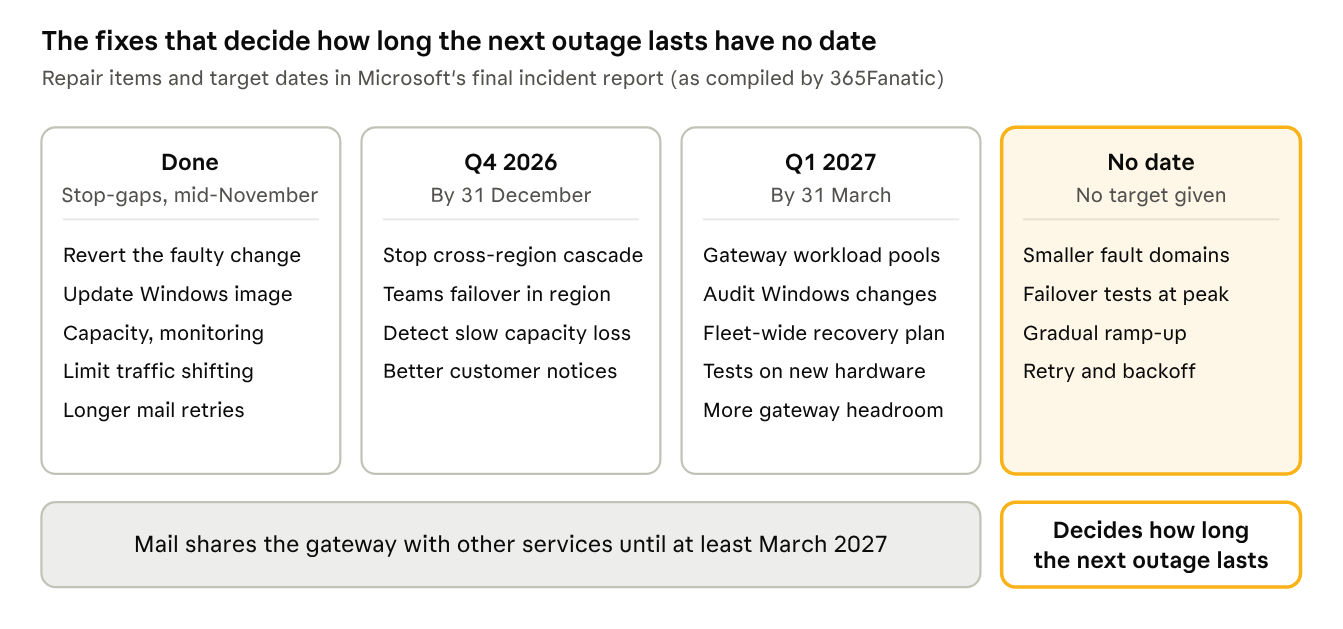 The fixes that decide how long the next outage lasts have no date
Repair items and target dates in Microsoft's final incident report (as compiled by 365Fanatic)
Done
Stop-gaps, mid-November
Revert the faulty change
Update Windows image
Capacity, monitoring
Limit traffic shifting
Longer mail retries
Q4 2026
By 31 December
Stop cross-region cascade
Teams failover in region
Detect slow capacity loss
Better customer notices
Q1 2027
By 31 March
Gateway workload pools
Audit Windows changes
Fleet-wide recovery plan
Tests on new hardware
More gateway headroom
No date
No target given
Smaller fault domains
Failover tests at peak
Gradual ramp-up
Retry and backoff
Mail shares the gateway with other services until at least March 2027
Decides how long
the next outage lasts